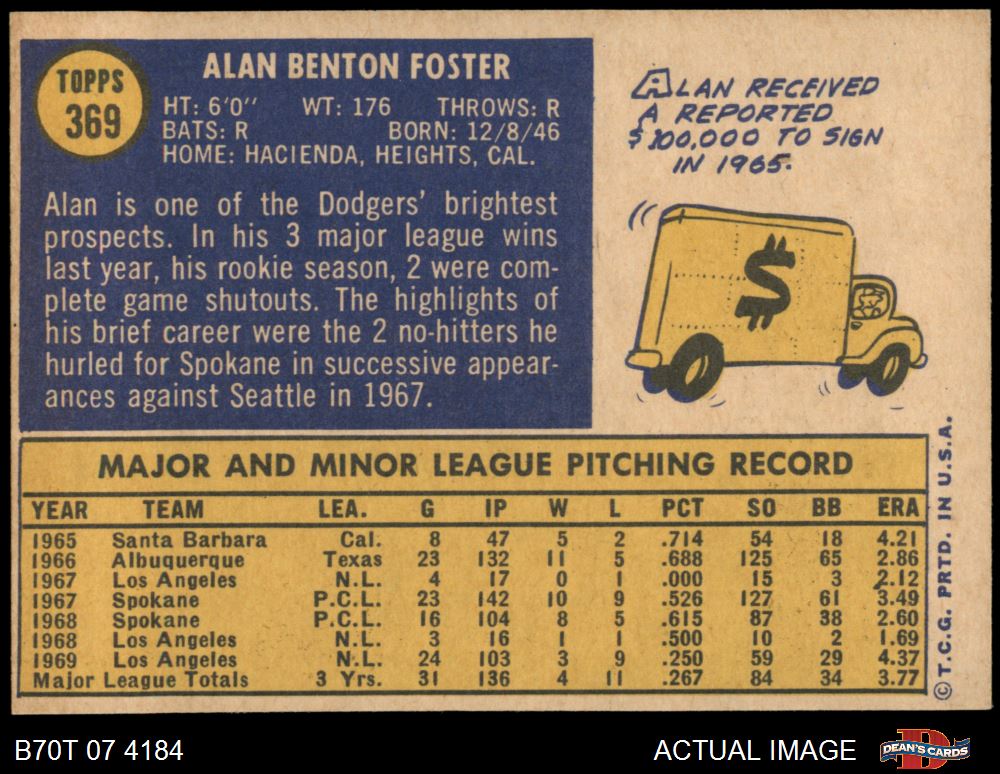 TOPPS
369
ALAN BENTON FOSTER
HT: 6'0" WT: 176 THROWS: R
BATS: R BORN: 12/8/46
HOME: HACIENDA, HEIGHTS, CAL.
Alan is one of the Dodgers' brightest
prospects. In his 3 major league wins
last year, his rookie season, 2 were com-
plete game shutouts. The highlights of
his brief career were the 2 no-hitters he
hurled for Spokane in successive appear-
ances against Seattle in 1967.
ALAN RECEIVED
A REPORTED
$100,000 TO SIGN
IN 1965.
$
MAJOR AND MINOR LEAGUE PITCHING RECORD
YEAR TEAM LEA. G IP W L PCT SO BB ERA
1965 Santa Barbara Cal. 8 47 5 2 .714 54 18 4.21
1966 Albuquerque Texas 23 132 11 5 .688 125 65 2.86
1967 Los Angeles N.L. 4 17 0 1 .000 15 3 2.12
1967 Spokane P.C.L. 23 142 10 9 .526 127 61 3.49
1968 Spokane P.C.L. 16 104 8 5 .615 87 38 2.60
1968 Los Angeles N.L. 3 16 1 1 .500 10 2 1.69
1969 Los Angeles N.L. 24 103 3 9 .250 59 29 4.37
Major League Totals 3 Yrs. 31 136 4 11 .267 84 34 3.77
© T.C.G. PRTD. IN U.S.A.
B70T 07 4184
ACTUAL IMAGE
DEAN'S CARDS